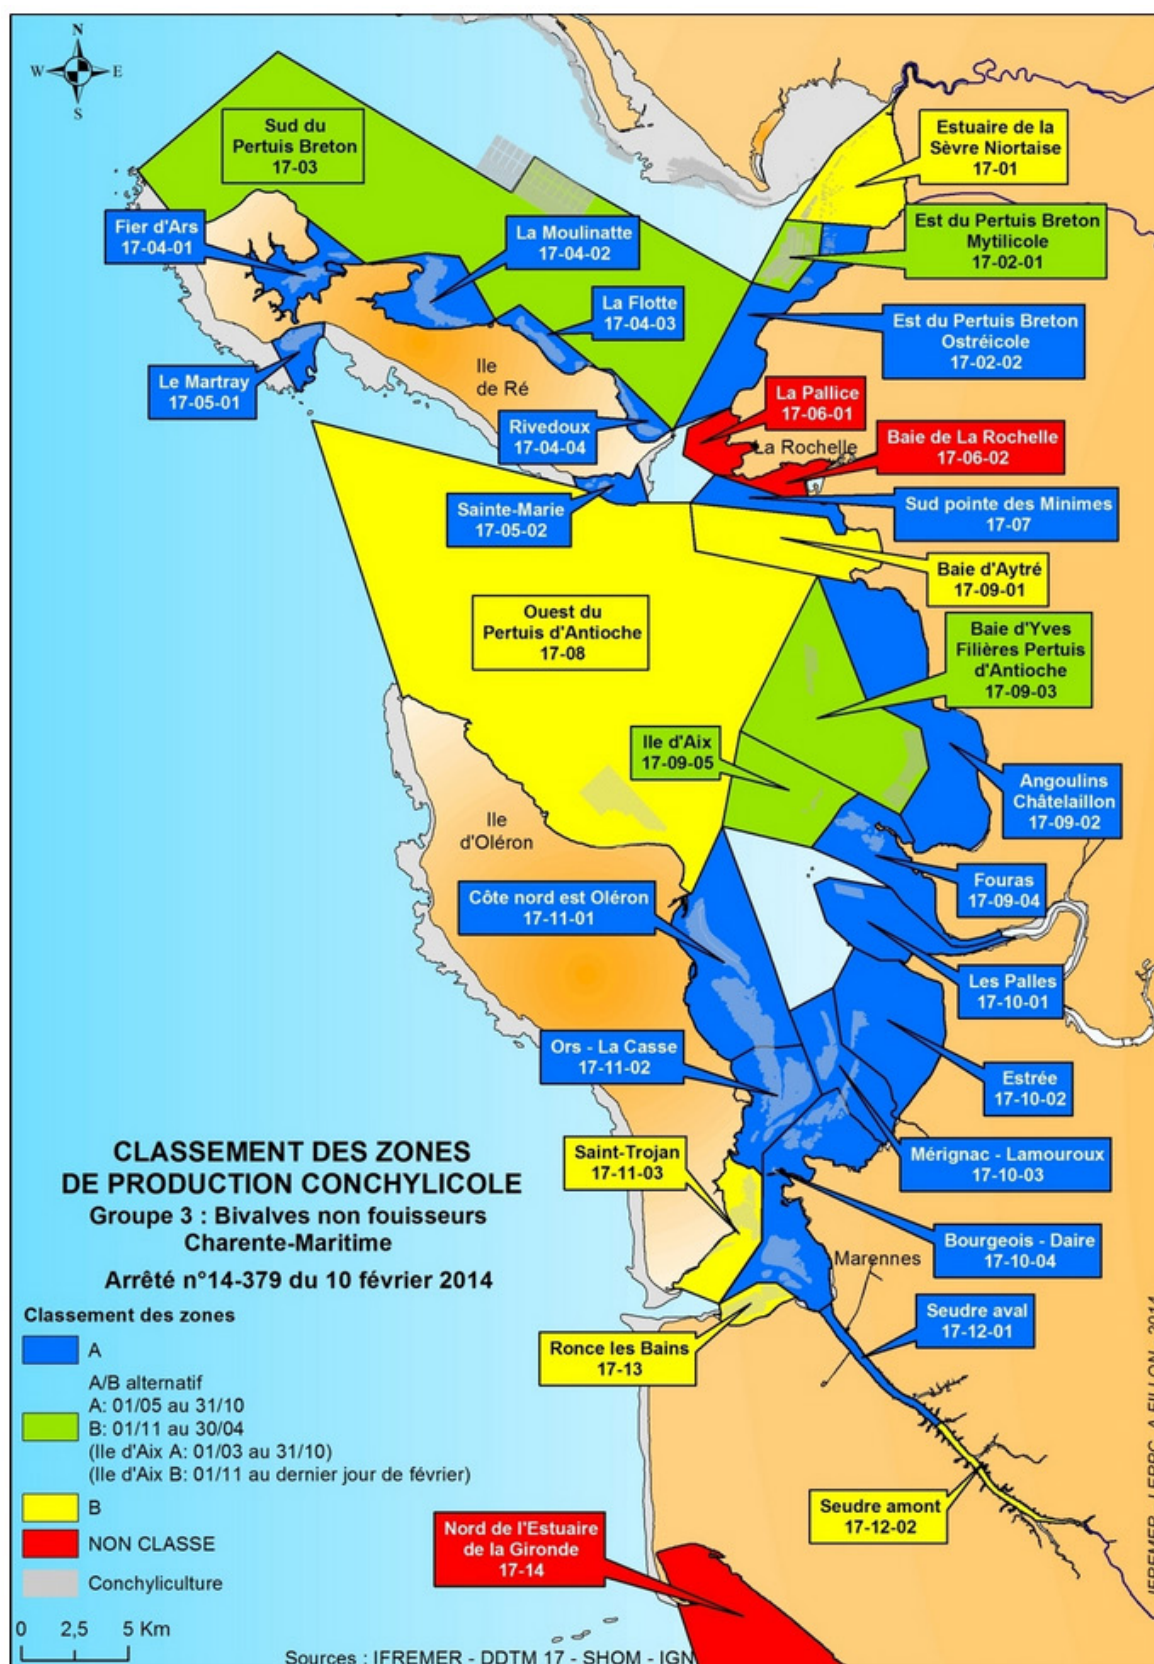 N
W E
S
Sud du
Pertuis Breton
17-03
Estuaire de la
Sèvre Niortaise
17-01
Fier d'Ars
17-04-01
La Moulinatte
17-04-02
Est du Pertuis Breton
Mytilicole
17-02-01
La Flotte
17-04-03
Est du Pertuis Breton
Ostréicole
17-02-02
Le Martray
17-05-01
Ile
de Ré
La Pallice
17-06-01
Rivedoux
17-04-04
La Rochelle
Baie de La Rochelle
17-06-02
Sainte-Marie
17-05-02
Sud pointe des Minimes
17-07
Baie d'Aytré
17-09-01
Ouest du
Pertuis d'Antioche
17-08
Baie d'Yves
Filières Pertuis
d'Antioche
17-09-03
Ile d'Aix
17-09-05
Angoulins
Châtelaillon
17-09-02
Ile
d'Oléron
Fouras
17-09-04
Côte nord est Oléron
17-11-01
Les Palles
17-10-01
Ors - La Casse
17-11-02
Estrée
17-10-02
Saint-Trojan
17-11-03
Mérignac - Lamouroux
17-10-03
Bourgeois - Daire
17-10-04
Marennes
Seudre aval
17-12-01
Ronce les Bains
17-13
Seudre amont
17-12-02
Nord de l'Estuaire
de la Gironde
17-14
CLASSEMENT DES ZONES
DE PRODUCTION CONCHYLICOLE
Groupe 3 : Bivalves non fouisseurs
Charente-Maritime
Arrêté n°14-379 du 10 février 2014
Classement des zones
A
A/B alternatif
A: 01/05 au 31/10
B: 01/11 au 30/04
(Ile d'Aix A: 01/03 au 31/10)
(Ile d'Aix B: 01/11 au dernier jour de février)
B
NON CLASSE
Conchyliculture
0 2,5 5 Km
Sources : IFREMER - DDTM 17 - SHOM - IGN
IFREMER - LERPC, A.FILLON - 2014